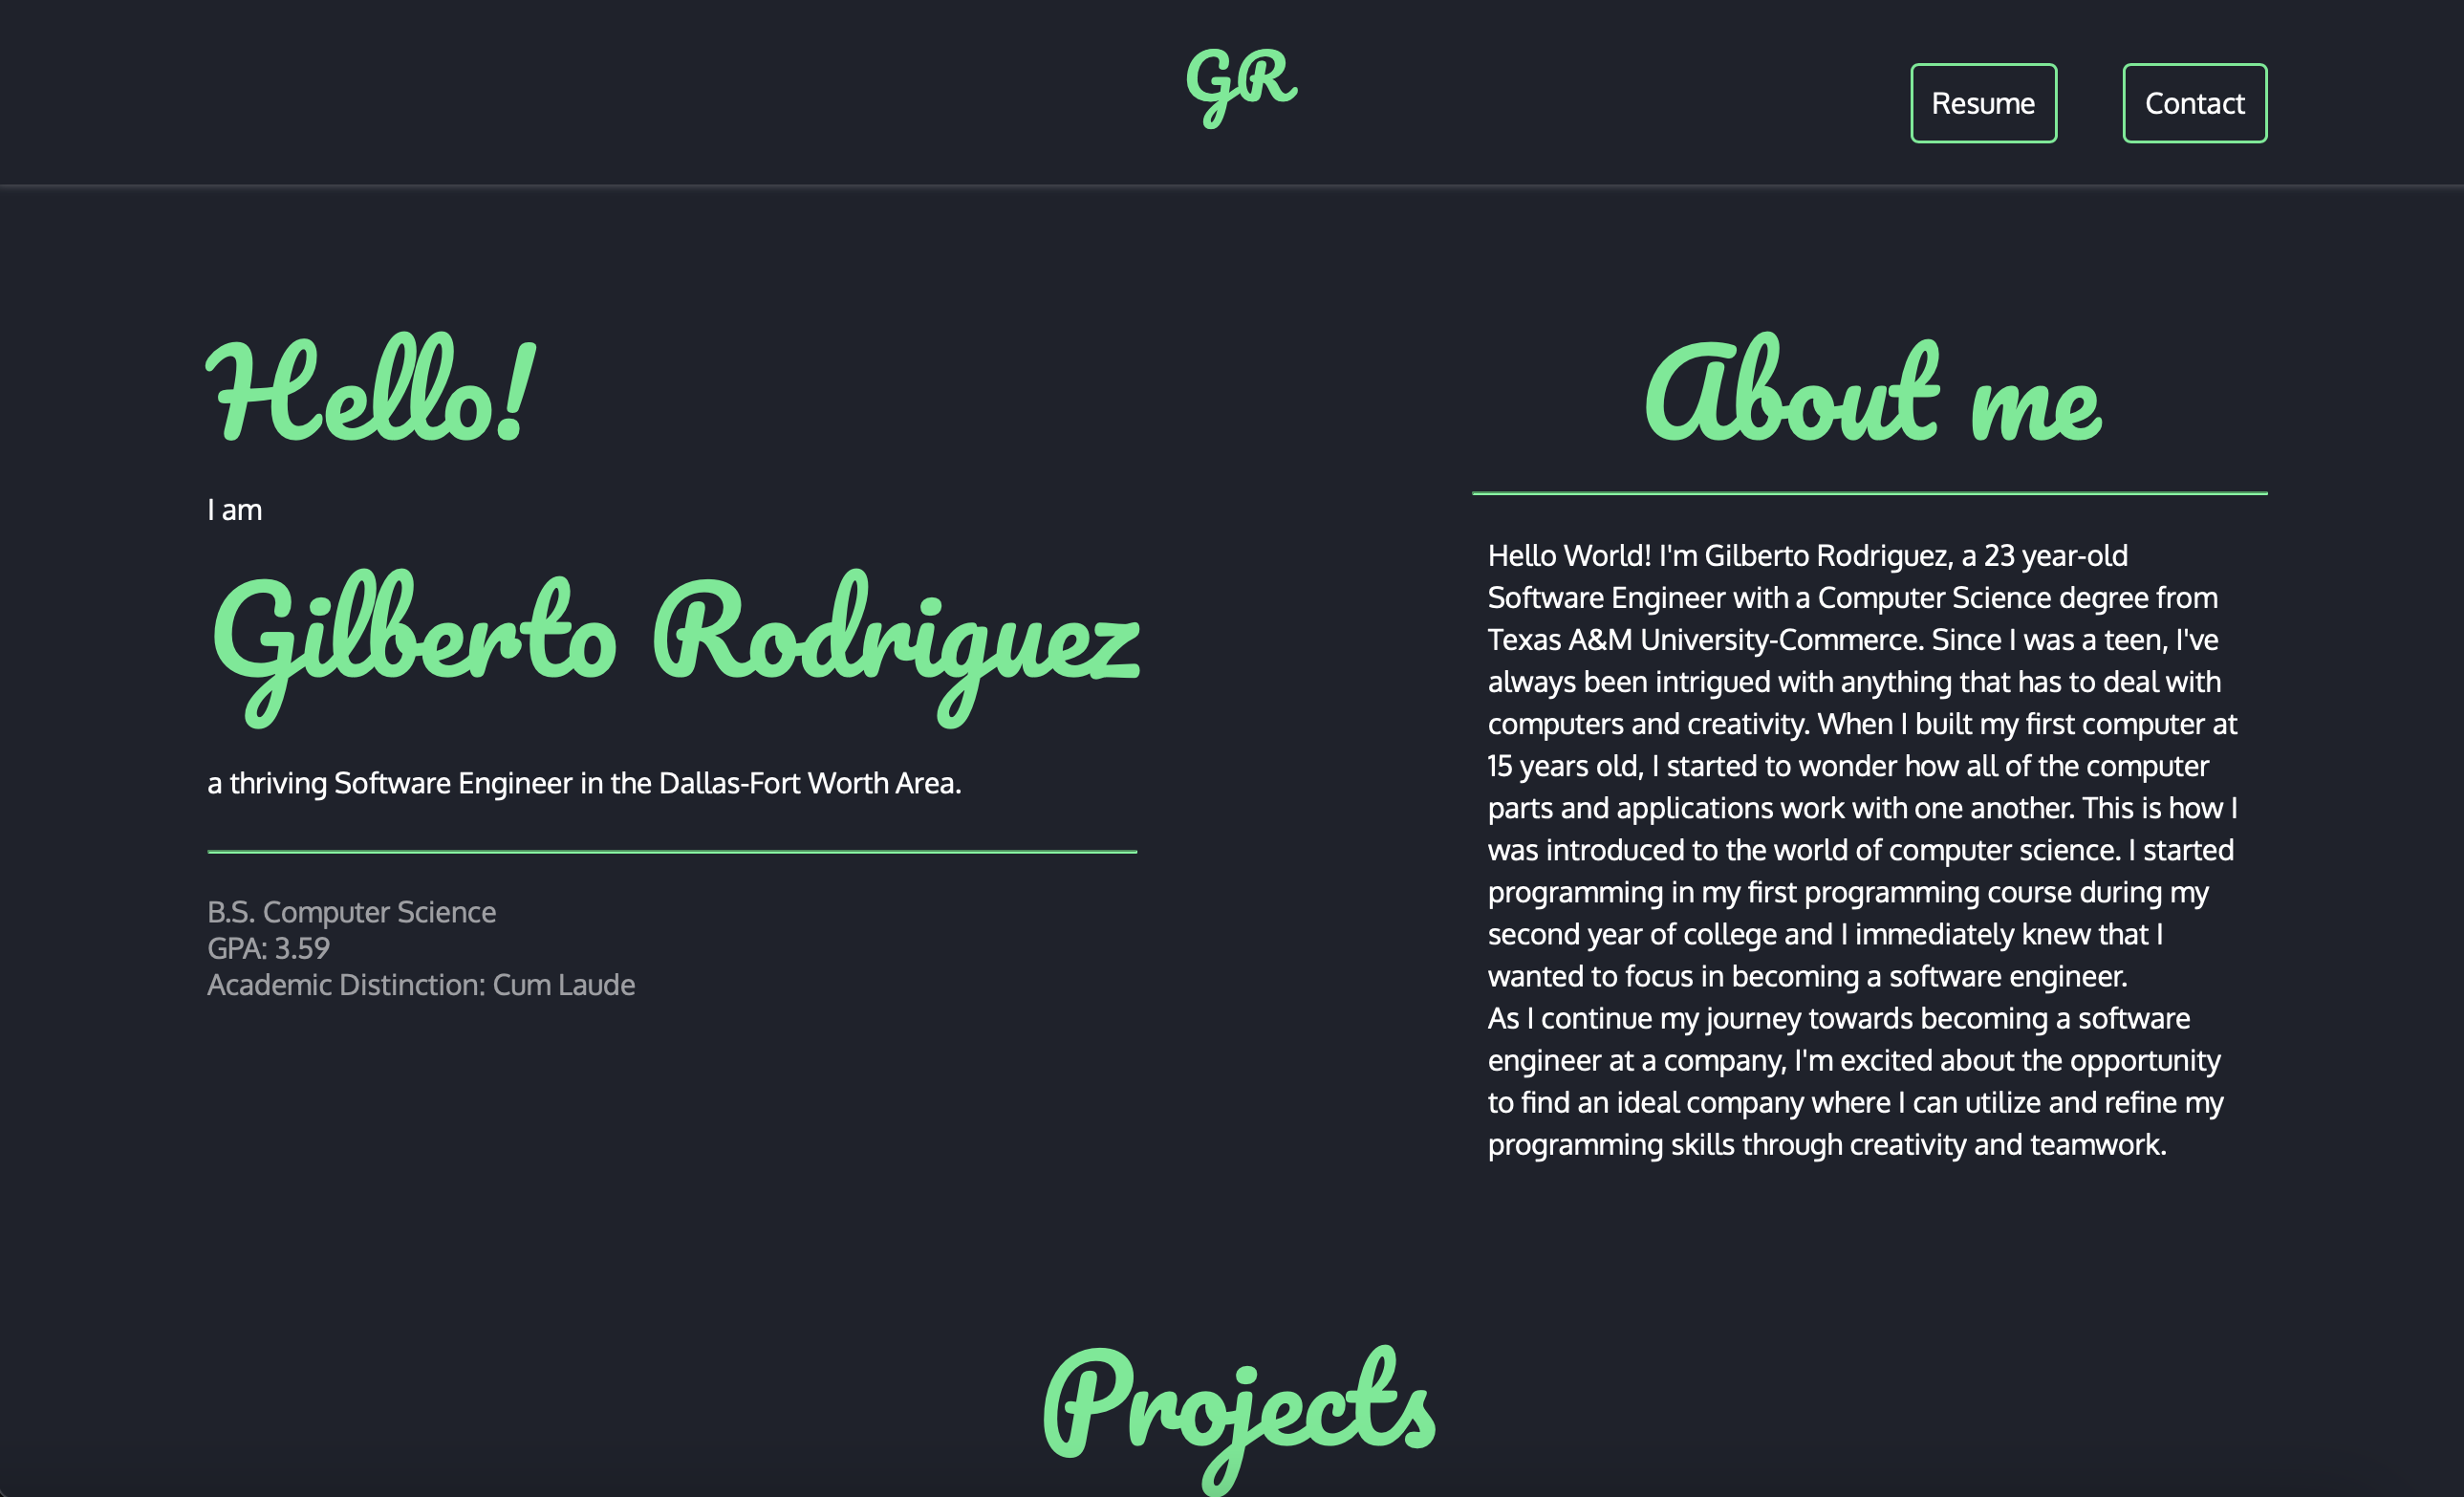 GR
Resume
Contact
Hello!
I am
Gilberto Rodriguez
a thriving Software Engineer in the Dallas-Fort Worth Area.
B.S. Computer Science
GPA: 3.59
Academic Distinction: Cum Laude
About me
Hello World! I'm Gilberto Rodriguez, a 23 year-old
Software Engineer with a Computer Science degree from
Texas A&M University-Commerce. Since I was a teen, I've
always been intrigued with anything that has to deal with
computers and creativity. When I built my first computer at
15 years old, I started to wonder how all of the computer
parts and applications work with one another. This is how I
was introduced to the world of computer science. I started
programming in my first programming course during my
second year of college and I immediately knew that I
wanted to focus in becoming a software engineer.
As I continue my journey towards becoming a software
engineer at a company, I'm excited about the opportunity
to find an ideal company where I can utilize and refine my
programming skills through creativity and teamwork.
Projects